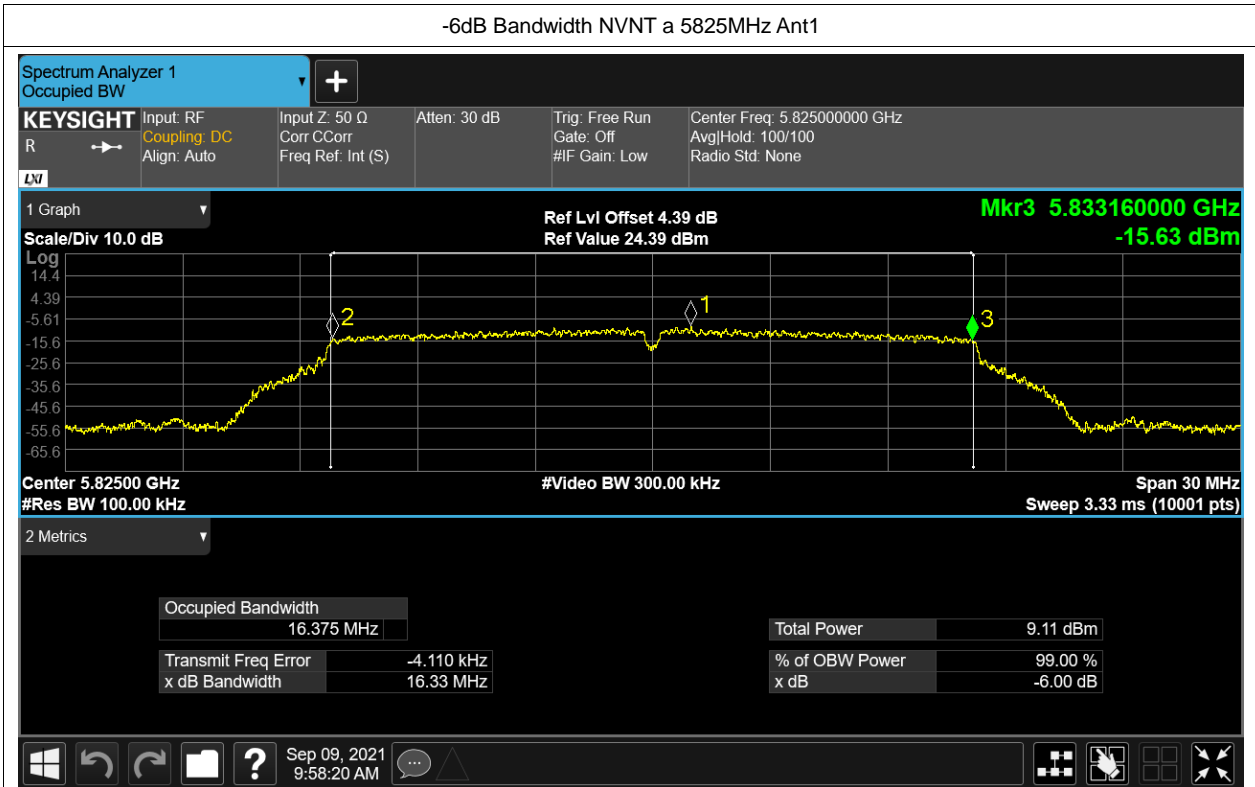 -6dB Bandwidth NVNT a 5825MHz Ant1
Spectrum Analyzer 1
Occupied BW
KEYSIGHT
R
LXI
Input: RF
Coupling: DC
Align: Auto
Input Z: 50 Ω
Corr CCorr
Freq Ref: Int (S)
Atten: 30 dB
Trig: Free Run
Gate: Off
#IF Gain: Low
Center Freq: 5.825000000 GHz
Avg|Hold: 100/100
Radio Std: None
1 Graph
Scale/Div 10.0 dB
Ref Lvl Offset 4.39 dB
Ref Value 24.39 dBm
Mkr3 5.833160000 GHz
-15.63 dBm
Log
14.4
4.39
-5.61
-15.6
-25.6
-35.6
-45.6
-55.6
-65.6
2
1
3
Center 5.82500 GHz
#Res BW 100.00 kHz
#Video BW 300.00 kHz
Span 30 MHz
Sweep 3.33 ms (10001 pts)
2 Metrics
Occupied Bandwidth
16.375 MHz
Transmit Freq Error -4.110 kHz
x dB Bandwidth 16.33 MHz
Total Power 9.11 dBm
% of OBW Power 99.00 %
x dB -6.00 dB
?
Sep 09, 2021
9:58:20 AM